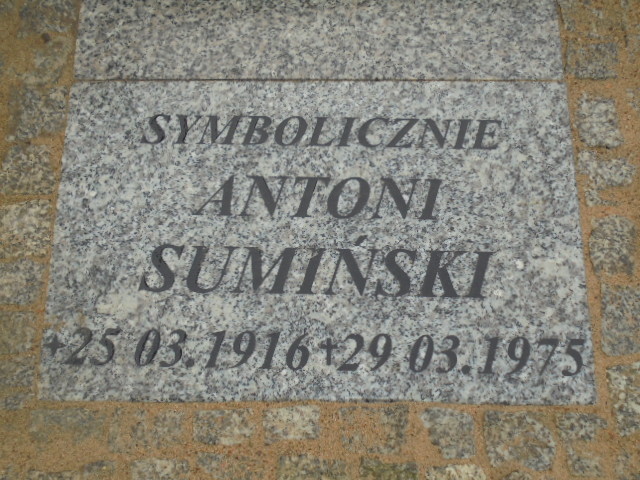 SYMBOLICZNIE
ANTONI
SUMIŃSKI
+25 03.1916 +29 03.1975